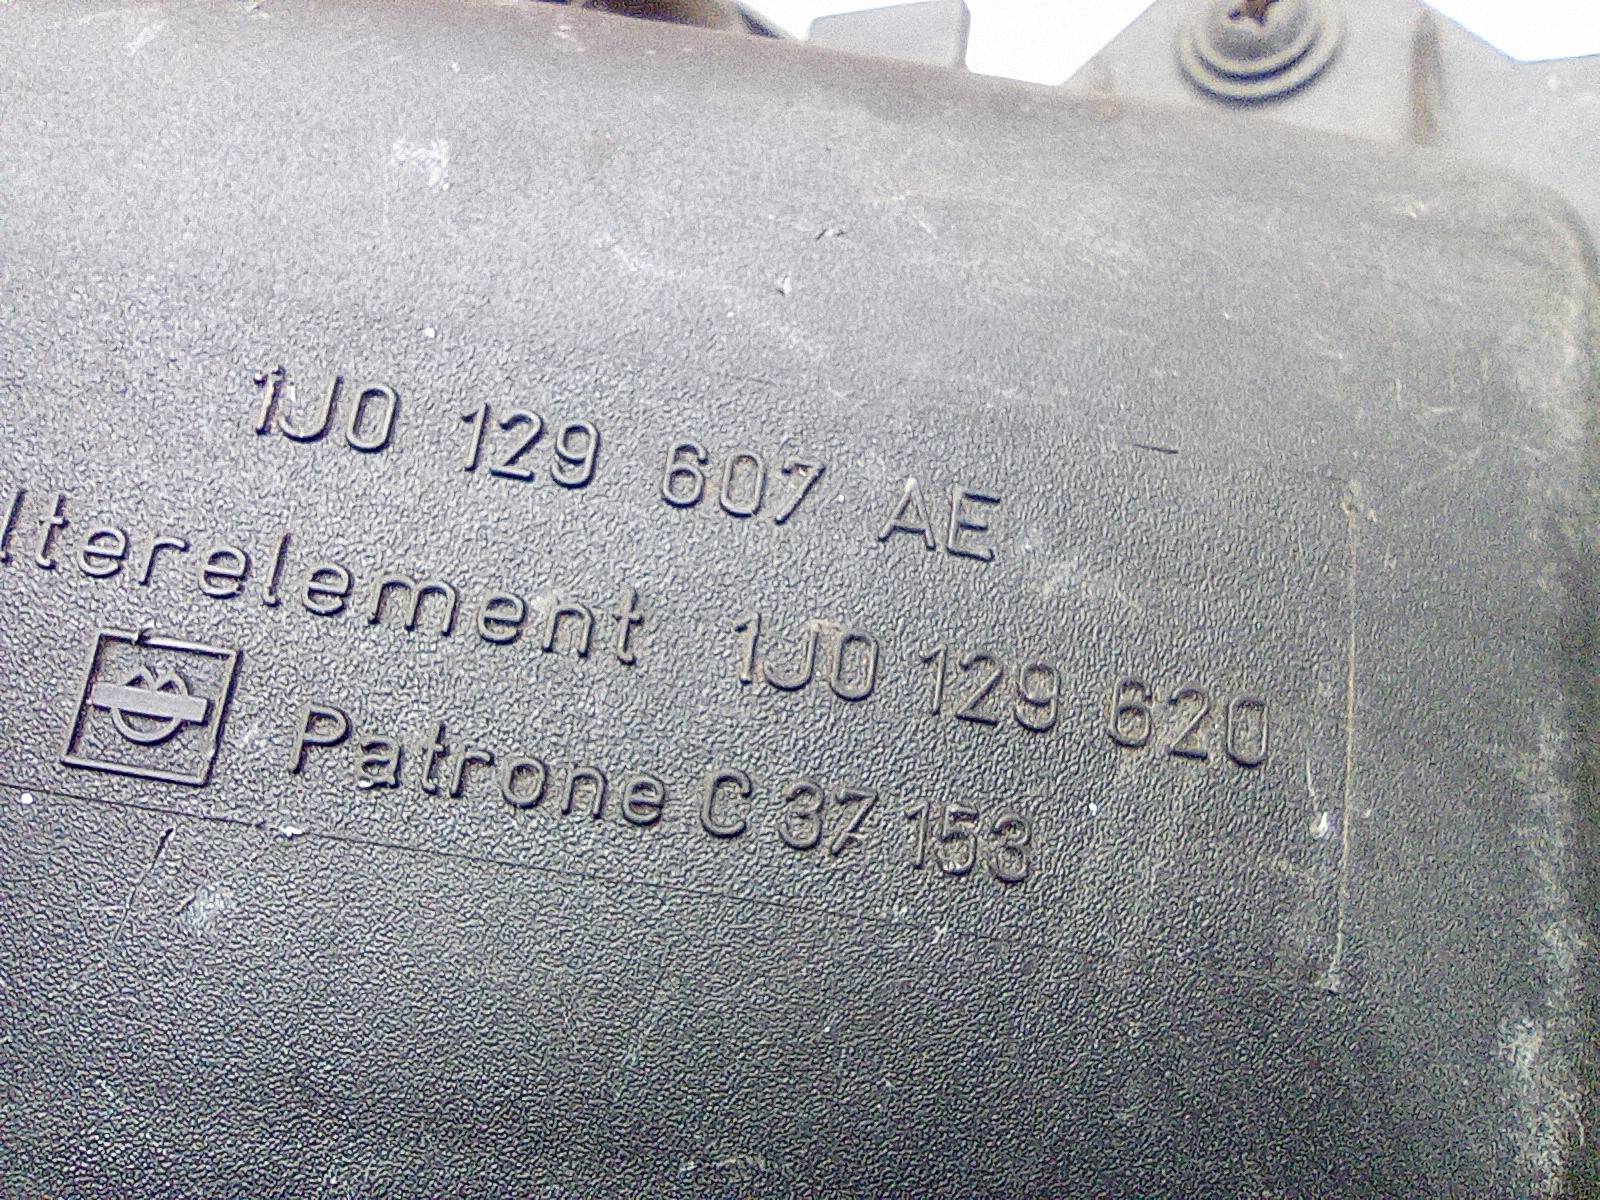 1J0 129 607 AE
lterelement 1J0 129 620
Patrone C 37 153